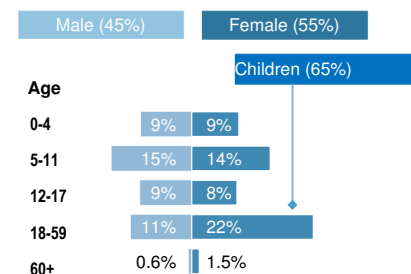 Male (45%) Female (55%)
Children (65%)
Age
0-4 9% 9%
5-11 15% 14%
12-17 9% 8%
18-59 11% 22%
60+ 0.6% 1.5%